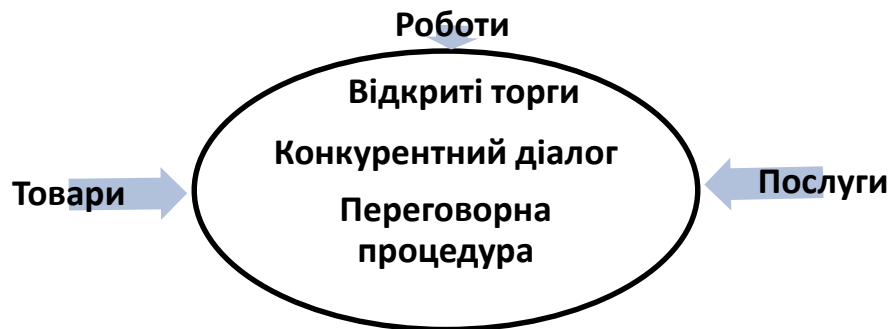 Роботи
Відкриті торги
Конкурентний діалог
Товари
Послуги
Переговорна
процедура